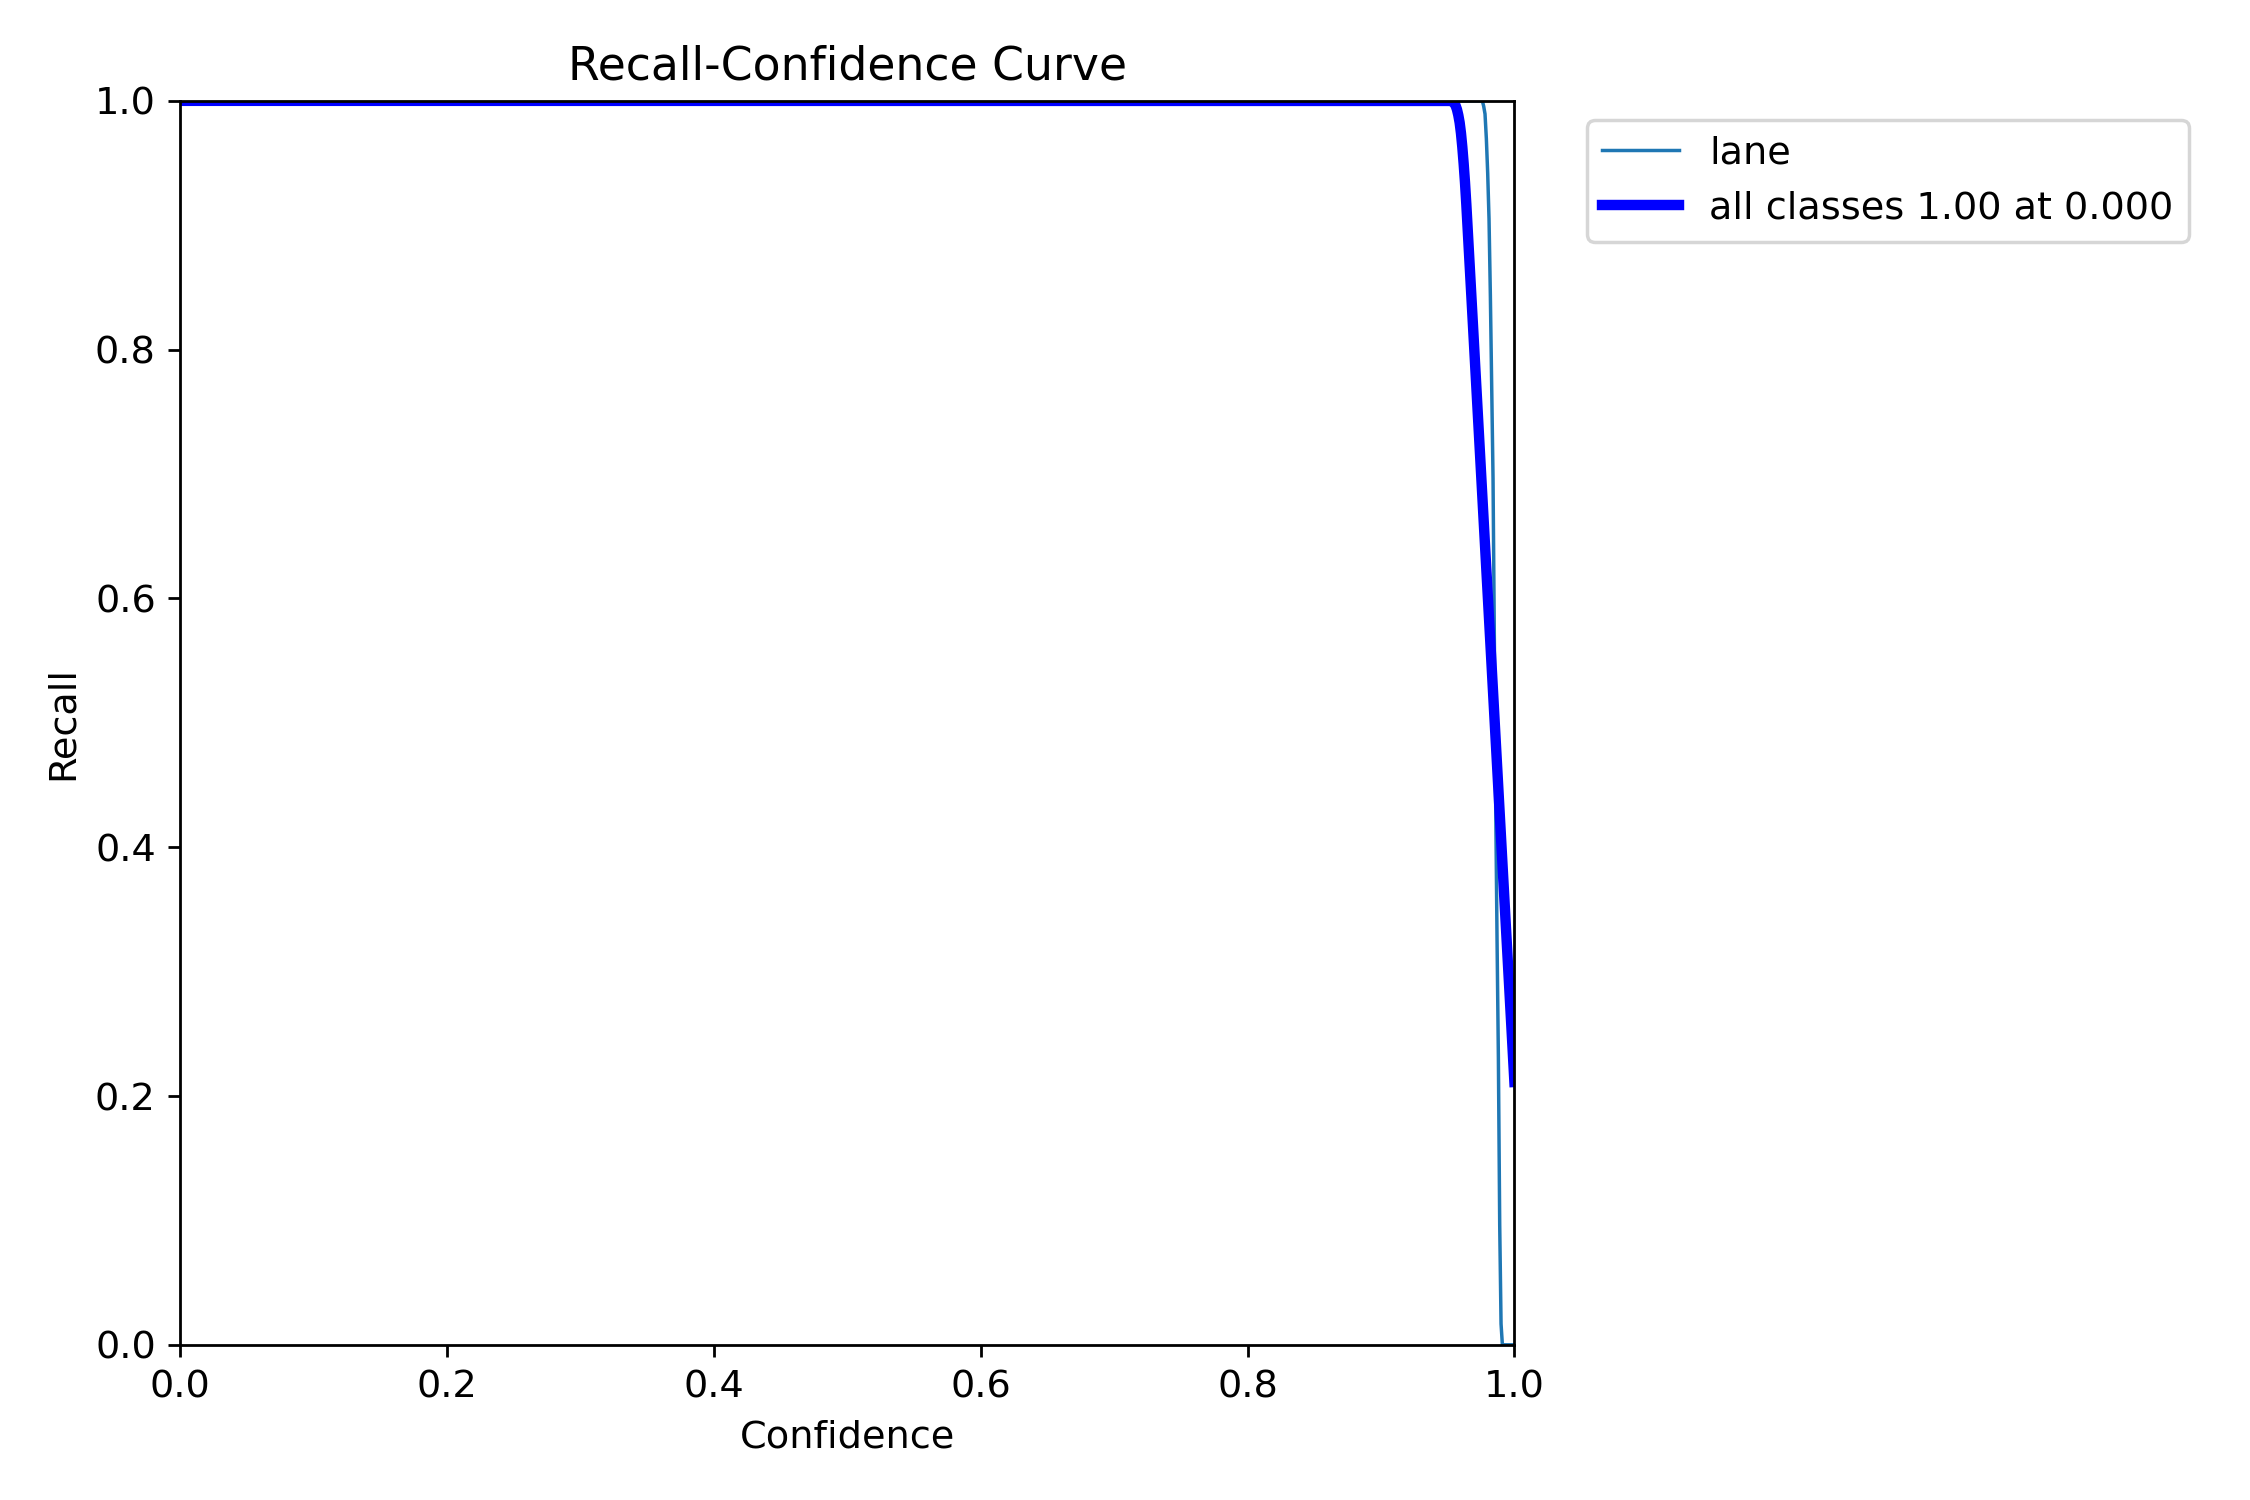 Recall-Confidence Curve
1.0
0.8
0.6
0.4
0.2
0.0
Recall
0.0 0.2 0.4 0.6 0.8 1.0
Confidence
lane
all classes 1.00 at 0.000